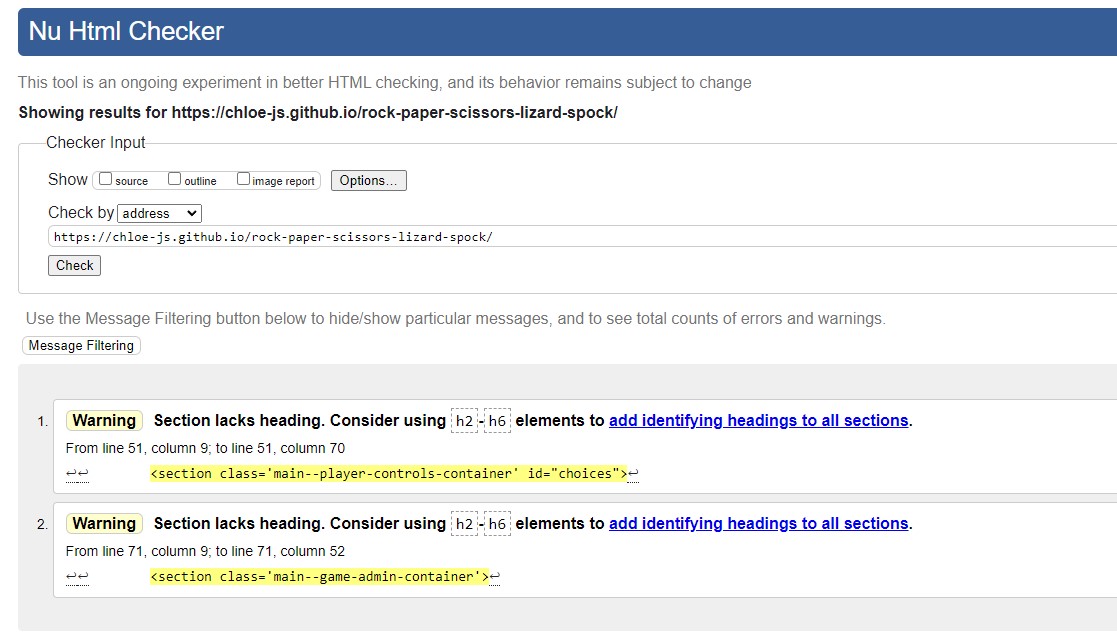 Nu Html Checker
This tool is an ongoing experiment in better HTML checking, and its behavior remains subject to change
Showing results for https://chloe-js.github.io/rock-paper-scissors-lizard-spock/
Checker Input
Show source outline image report Options...
Check by address
https://chloe-js.github.io/rock-paper-scissors-lizard-spock/
Check
Use the Message Filtering button below to hide/show particular messages, and to see total counts of errors and warnings.
Message Filtering
1. Warning Section lacks heading. Consider using h2-h6 elements to add identifying headings to all sections.
From line 51, column 9; to line 51, column 70
↩↩ <section class='main--player-controls-container' id="choices">↩
2. Warning Section lacks heading. Consider using h2-h6 elements to add identifying headings to all sections.
From line 71, column 9; to line 71, column 52
↩↩ <section class='main--game-admin-container'>↩